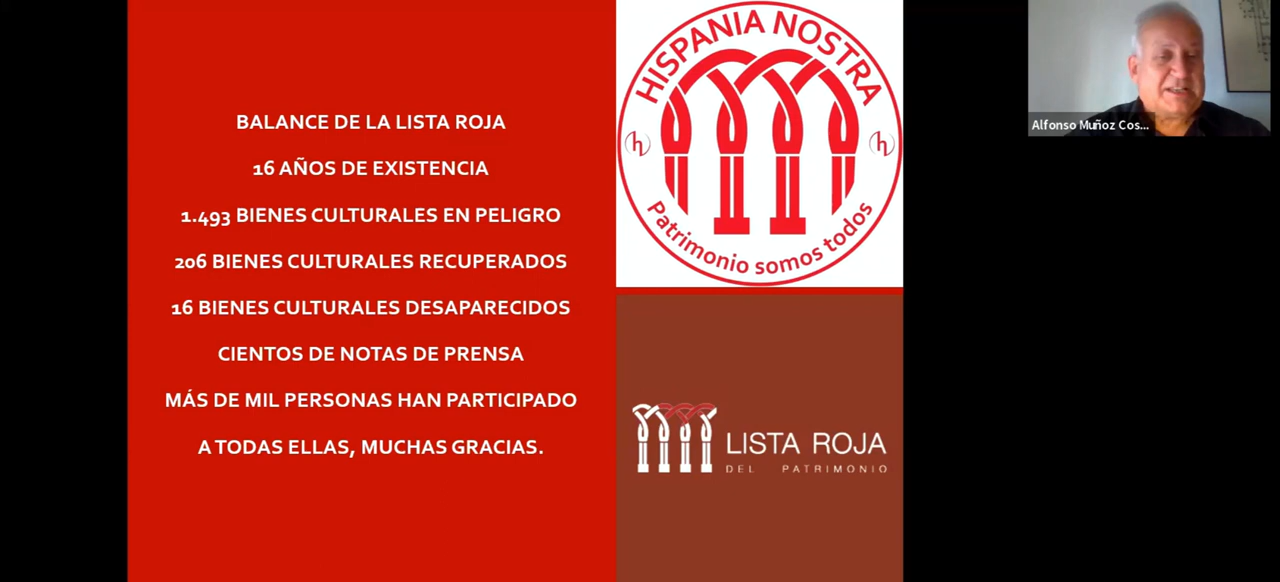 BALANCE DE LA LISTA ROJA
16 AÑOS DE EXISTENCIA
1.493 BIENES CULTURALES EN PELIGRO
206 BIENES CULTURALES RECUPERADOS
16 BIENES CULTURALES DESAPARECIDOS
CIENTOS DE NOTAS DE PRENSA
MÁS DE MIL PERSONAS HAN PARTICIPADO
A TODAS ELLAS, MUCHAS GRACIAS.
HISPANIA NOSTRA
h
h
Patrimonio somos todos
LISTA ROJA
DEL PATRIMONIO
Alfonso Muñoz Cos...